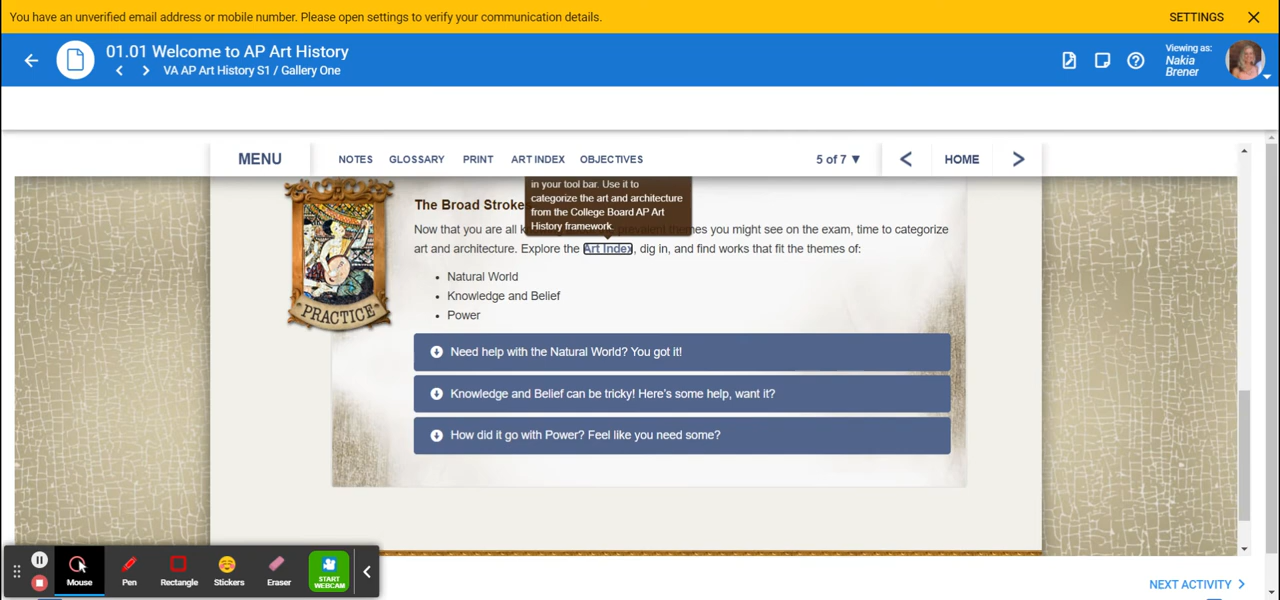 You have an unverified email address or mobile number. Please open settings to verify your communication details.
SETTINGS
01.01 Welcome to AP Art History
VA AP Art History S1 / Gallery One
Viewing as:
Nakia
Brener
MENU
NOTES
GLOSSARY
PRINT
ART INDEX
OBJECTIVES
5 of 7
HOME
in your tool bar. Use it to
categorize the art and architecture
from the College Board AP Art
History framework.
The Broad Stroke
Now that you are all themes you might see on the exam, time to categorize
art and architecture. Explore the Art Index, dig in, and find works that fit the themes of:
Natural World
Knowledge and Belief
Power
PRACTICE
Need help with the Natural World? You got it!
Knowledge and Belief can be tricky! Here's some help, want it?
How did it go with Power? Feel like you need some?
Mouse
Pen
Rectangle
Stickers
Eraser
START
WEBCAM
NEXT ACTIVITY